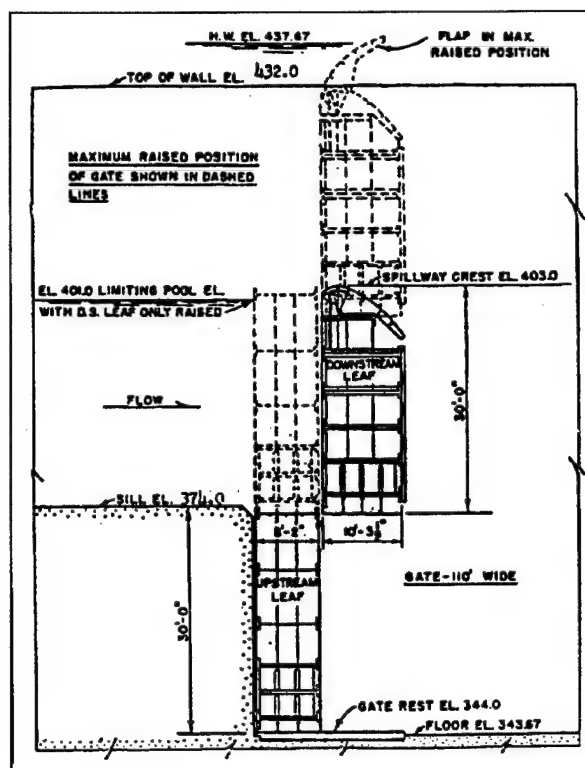 H.W. EL. 437.67
FLAP IN MAX.
RAISED POSITION
TOP OF WALL EL. 432.0
MAXIMUM RAISED POSITION
OF GATE SHOWN IN DASHED
LINES
EL. 401.0 LIMITING POOL EL.
WITH D.S. LEAF ONLY RAISED
SPILLWAY CREST EL. 403.0
DOWNSTREAM
LEAF
30'-0"
FLOW
SILL EL. 374.0
10'-3½"
UPSTREAM
LEAF
GATE-110' WIDE
30'-0"
GATE REST EL. 344.0
FLOOR EL. 343.67